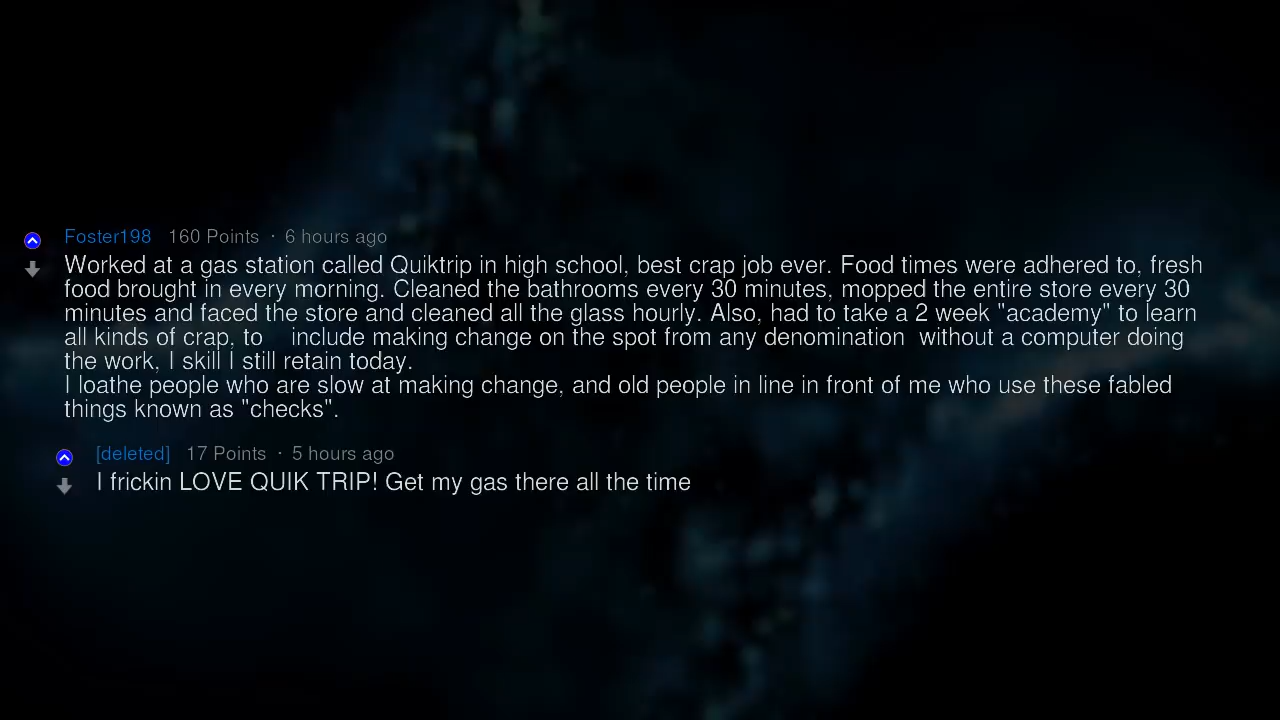 Foster198 160 Points · 6 hours ago
Worked at a gas station called Quiktrip in high school, best crap job ever. Food times were adhered to, fresh
food brought in every morning. Cleaned the bathrooms every 30 minutes, mopped the entire store every 30
minutes and faced the store and cleaned all the glass hourly. Also, had to take a 2 week "academy" to learn
all kinds of crap, to include making change on the spot from any denomination without a computer doing
the work, I skill I still retain today.
I loathe people who are slow at making change, and old people in line in front of me who use these fabled
things known as "checks".
[deleted] 17 Points · 5 hours ago
I frickin LOVE QUIK TRIP! Get my gas there all the time